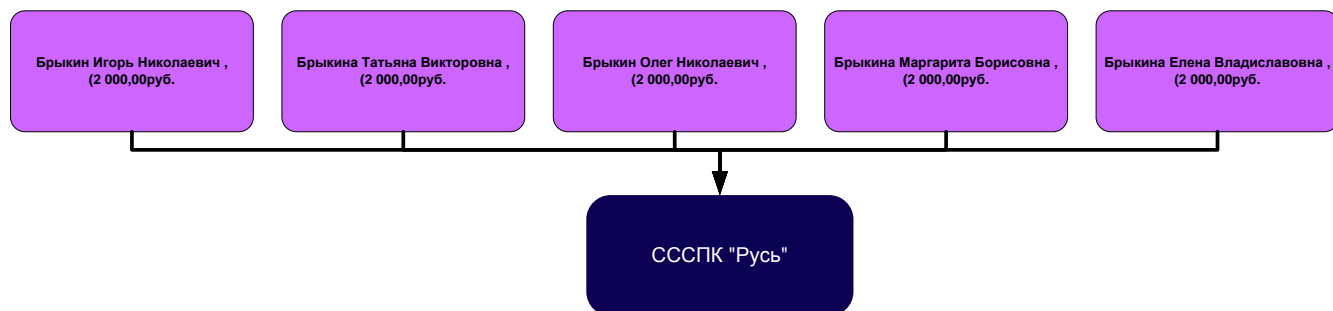 Брыкин Игорь Николаевич ,
(2 000,00руб.
Брыкина Татьяна Викторовна ,
(2 000,00руб.
Брыкин Олег Николаевич ,
(2 000,00руб.
Брыкина Маргарита Борисовна ,
(2 000,00руб.
Брыкина Елена Владиславовна ,
(2 000,00руб.
СССПК "Русь"